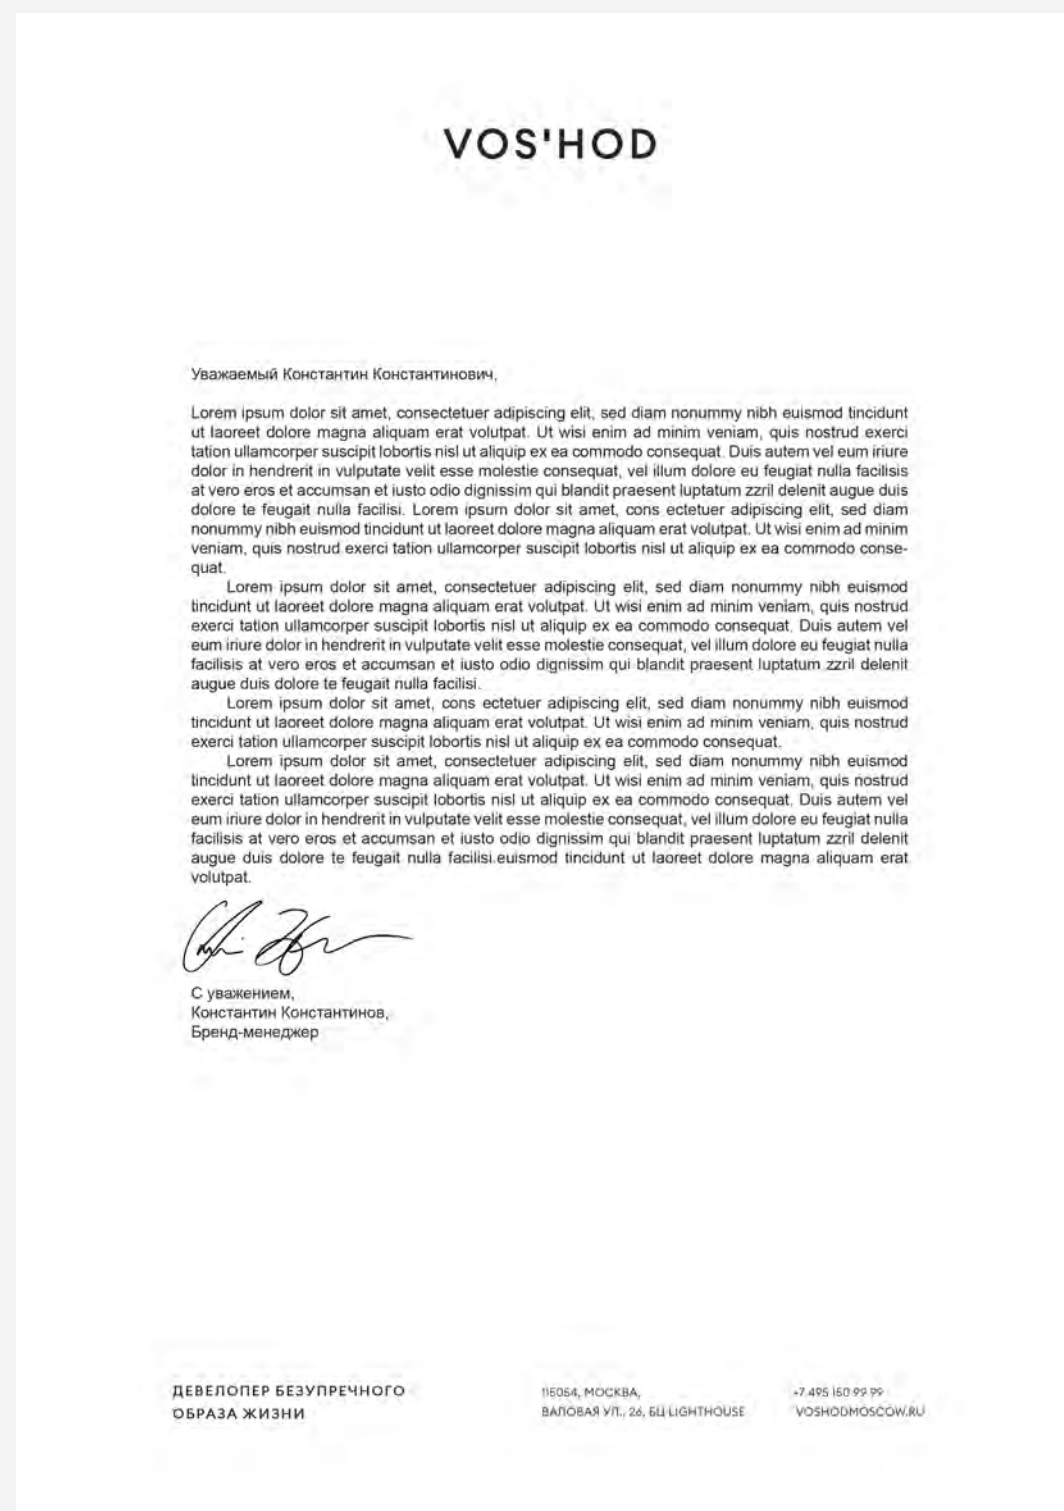 VOS'HOD
Уважаемый Константин Константинович,
Lorem ipsum dolor sit amet, consectetuer adipiscing elit, sed diam nonummy nibh euismod tincidunt
ut laoreet dolore magna aliquam erat volutpat. Ut wisi enim ad minim veniam, quis nostrud exerci
tation ullamcorper suscipit lobortis nisl ut aliquip ex ea commodo consequat. Duis autem vel eum iriure
dolor in hendrerit in vulputate velit esse molestie consequat, vel illum dolore eu feugiat nulla facilisis
at vero eros et accumsan et iusto odio dignissim qui blandit praesent luptatum zzril delenit augue duis
dolore te feugait nulla facilisi. Lorem ipsum dolor sit amet, cons ectetuer adipiscing elit, sed diam
nonummy nibh euismod tincidunt ut laoreet dolore magna aliquam erat volutpat. Ut wisi enim ad minim
veniam, quis nostrud exerci tation ullamcorper suscipit lobortis nisl ut aliquip ex ea commodo conse-
quat.
Lorem ipsum dolor sit amet, consectetuer adipiscing elit, sed diam nonummy nibh euismod
tincidunt ut laoreet dolore magna aliquam erat volutpat. Ut wisi enim ad minim veniam, quis nostrud
exerci tation ullamcorper suscipit lobortis nisl ut aliquip ex ea commodo consequat. Duis autem vel
eum iriure dolor in hendrerit in vulputate velit esse molestie consequat, vel illum dolore eu feugiat nulla
facilisis at vero eros et accumsan et iusto odio dignissim qui blandit praesent luptatum zzril delenit
augue duis dolore te feugait nulla facilisi.
Lorem ipsum dolor sit amet, cons ectetuer adipiscing elit, sed diam nonummy nibh euismod
tincidunt ut laoreet dolore magna aliquam erat volutpat. Ut wisi enim ad minim veniam, quis nostrud
exerci tation ullamcorper suscipit lobortis nisl ut aliquip ex ea commodo consequat.
Lorem ipsum dolor sit amet, consectetuer adipiscing elit, sed diam nonummy nibh euismod
tincidunt ut laoreet dolore magna aliquam erat volutpat. Ut wisi enim ad minim veniam, quis nostrud
exerci tation ullamcorper suscipit lobortis nisl ut aliquip ex ea commodo consequat. Duis autem vel
eum iriure dolor in hendrerit in vulputate velit esse molestie consequat, vel illum dolore eu feugiat nulla
facilisis at vero eros et accumsan et iusto odio dignissim qui blandit praesent luptatum zzril delenit
augue duis dolore te feugait nulla facilisi.euismod tincidunt ut laoreet dolore magna aliquam erat
volutpat.
С уважением,
Константин Константинов,
Бренд-менеджер
ДЕВЕЛОПЕР БЕЗУПРЕЧНОГО
ОБРАЗА ЖИЗНИ
115054, МОСКВА,
ВАЛОВАЯ УЛ., 26, БЦ LIGHTHOUSE
+7 495 150 99 99
VOSHODMOSCOW.RU